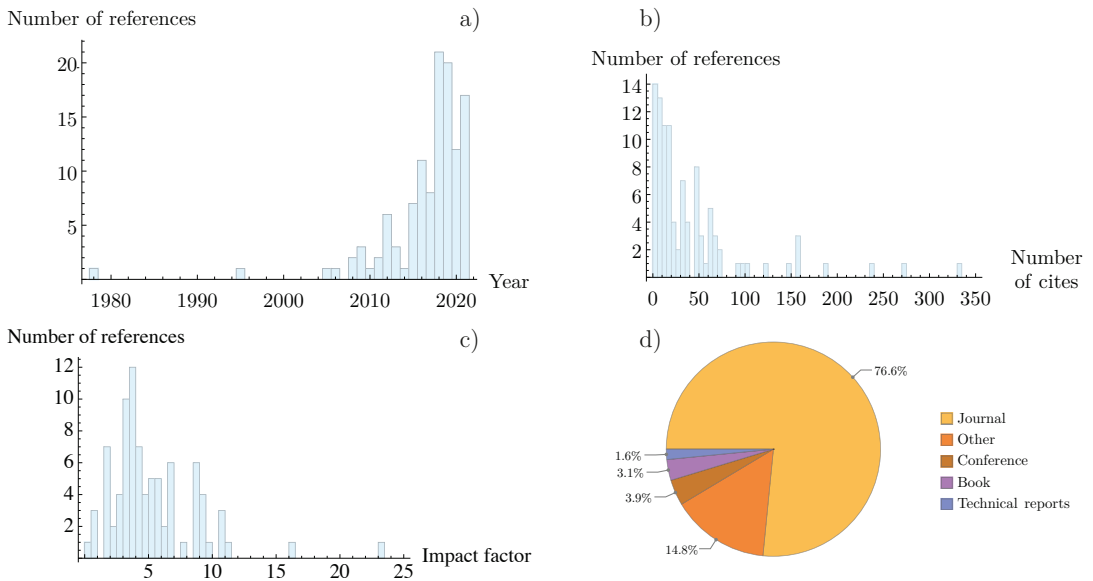 Number of references
a)
20
15
10
5
1980 1990 2000 2010 2020
Year
b)
Number of references
14
12
10
8
6
4
2
0 50 100 150 200 250 300 350
Number
of cites
Number of references
c)
12
10
8
6
4
2
5 10 15 20 25
Impact factor
d)
76.6%
1.6%
3.1%
3.9%
14.8%
Journal
Other
Conference
Book
Technical reports